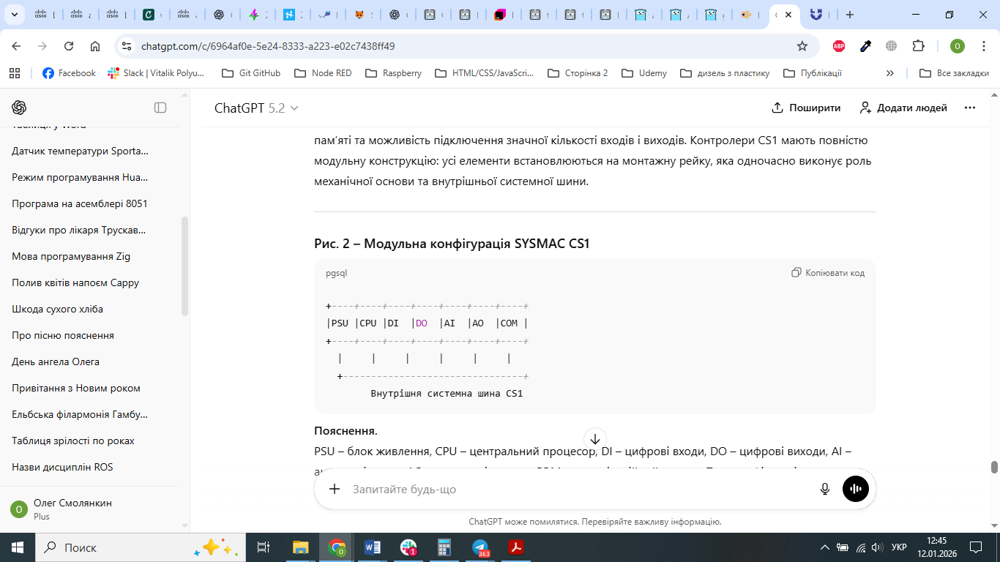 chatgpt.com/c/6964af0e-5e24-8333-a223-e02c7438ff49
ABP
O
Facebook
Slack | Vitalik Polyu...
Git GitHub
Node RED
Raspberry
HTML/CSS/JavaScri...
Сторінка 2
Udemy
дизель з пластику
Публікації
Все закладки
ChatGPT 5.2
Поширити
Додати людей
Таблиця у Word
Датчик температури Sporta...
Режим програмування Hua...
Програма на асемблері 8051
Відгуки про лікаря Трускав...
Мова програмування Zig
Полив квітів напоєм Cappy
Шкода сухого хліба
Про пісню пояснення
День ангела Олега
Привітання з Новим роком
Ельбська філармонія Гамбу...
Таблиця зрілості по роках
Назви дисциплін ROS
O
Олег Смолянкин
Plus
пам’яті та можливість підключення значної кількості входів і виходів. Контролери CS1 мають повністю
модульну конструкцію: усі елементи встановлюються на монтажну рейку, яка одночасно виконує роль
механічної основи та внутрішньої системної шини.
Рис. 2 – Модульна конфігурація SYSMAC CS1
pgsql
Копіювати код
+----+----+----+----+----+----+----+
|PSU |CPU |DI  |DO  |AI  |AO  |COM |
+----+----+----+----+----+----+----+
  |     |     |     |     |     |
  +--------------------------------+
Внутрішня системна шина CS1
Пояснення.
PSU – блок живлення, CPU – центральний процесор, DI – цифрові входи, DO – цифрові виходи, AI –
Запитайте будь-що
ChatGPT може помилятися. Перевіряйте важливу інформацію.
Поиск
1
363
УКР
12:45
12.01.2026